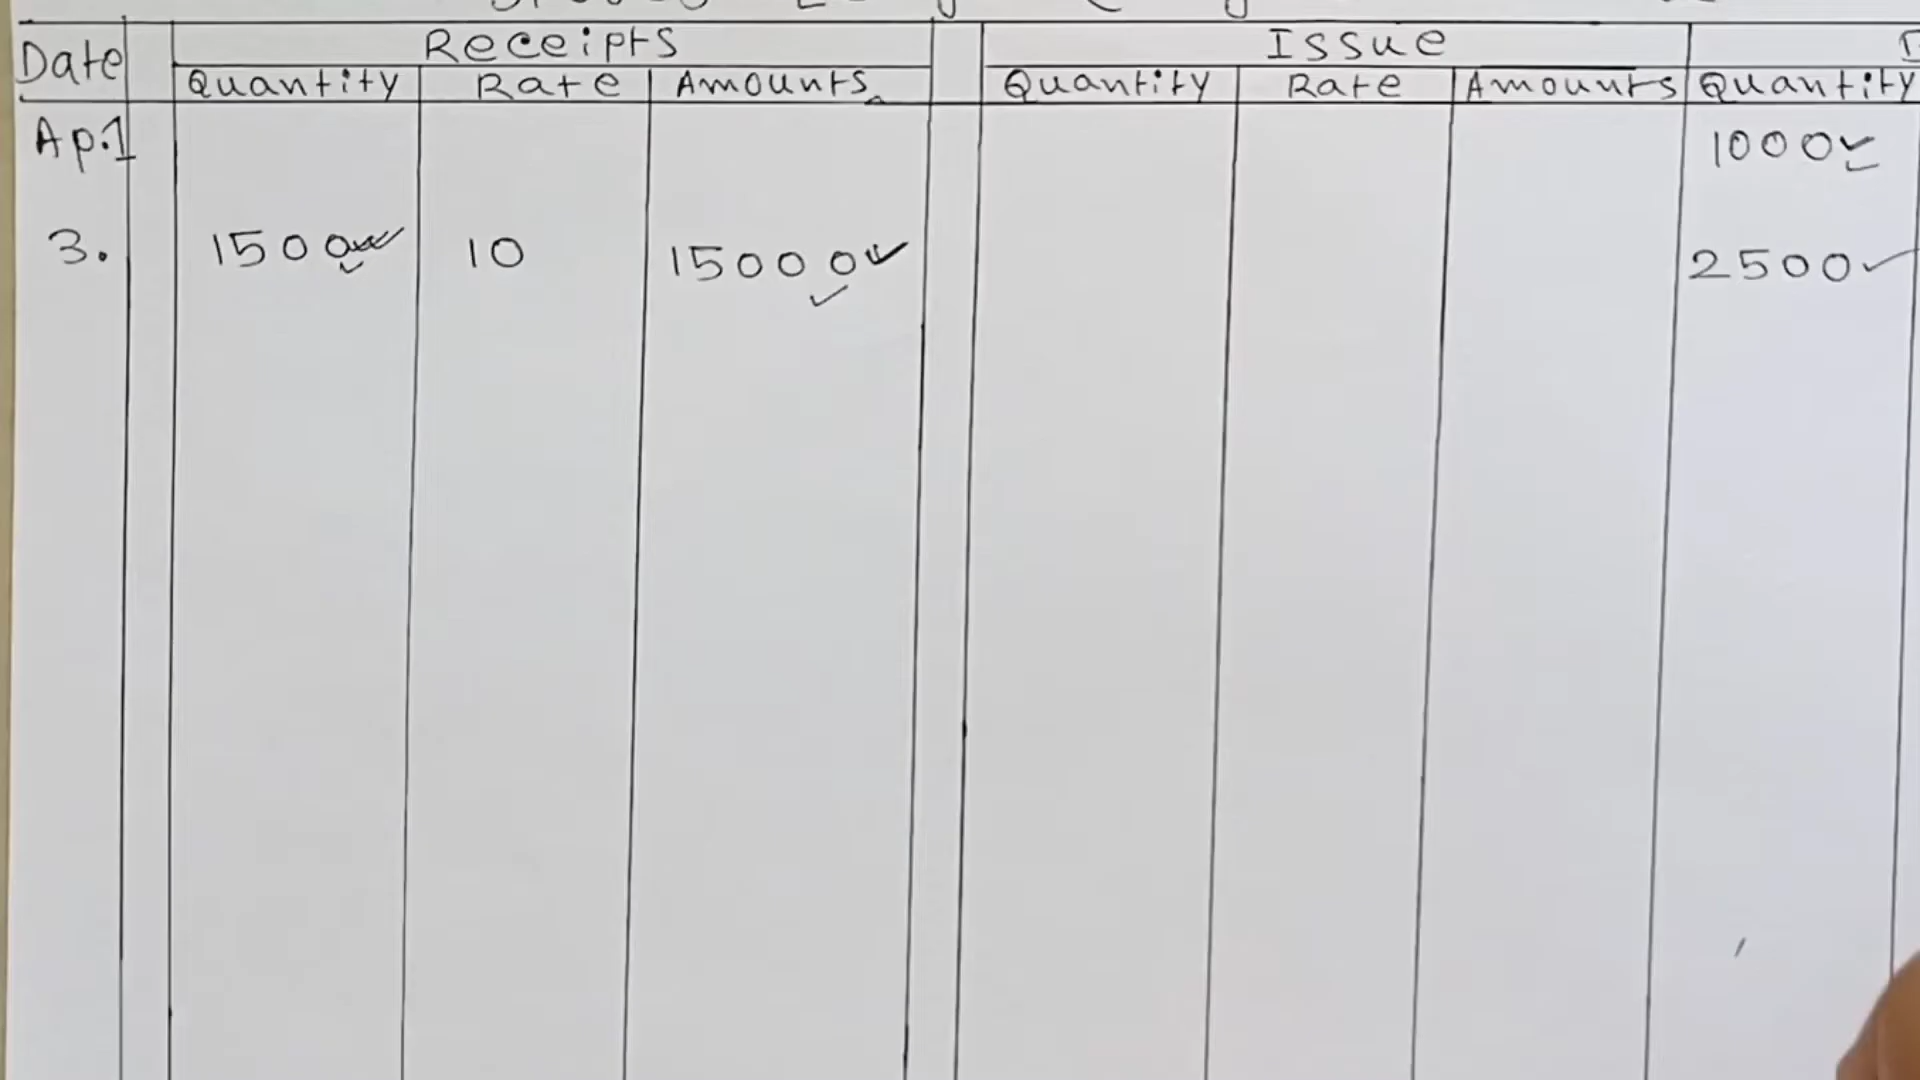 Date Receipts Issue
Quantity Rate Amounts Quantity Rate Amounts Quantity
Ap.1 1000
3. 1500 10 15000 2500